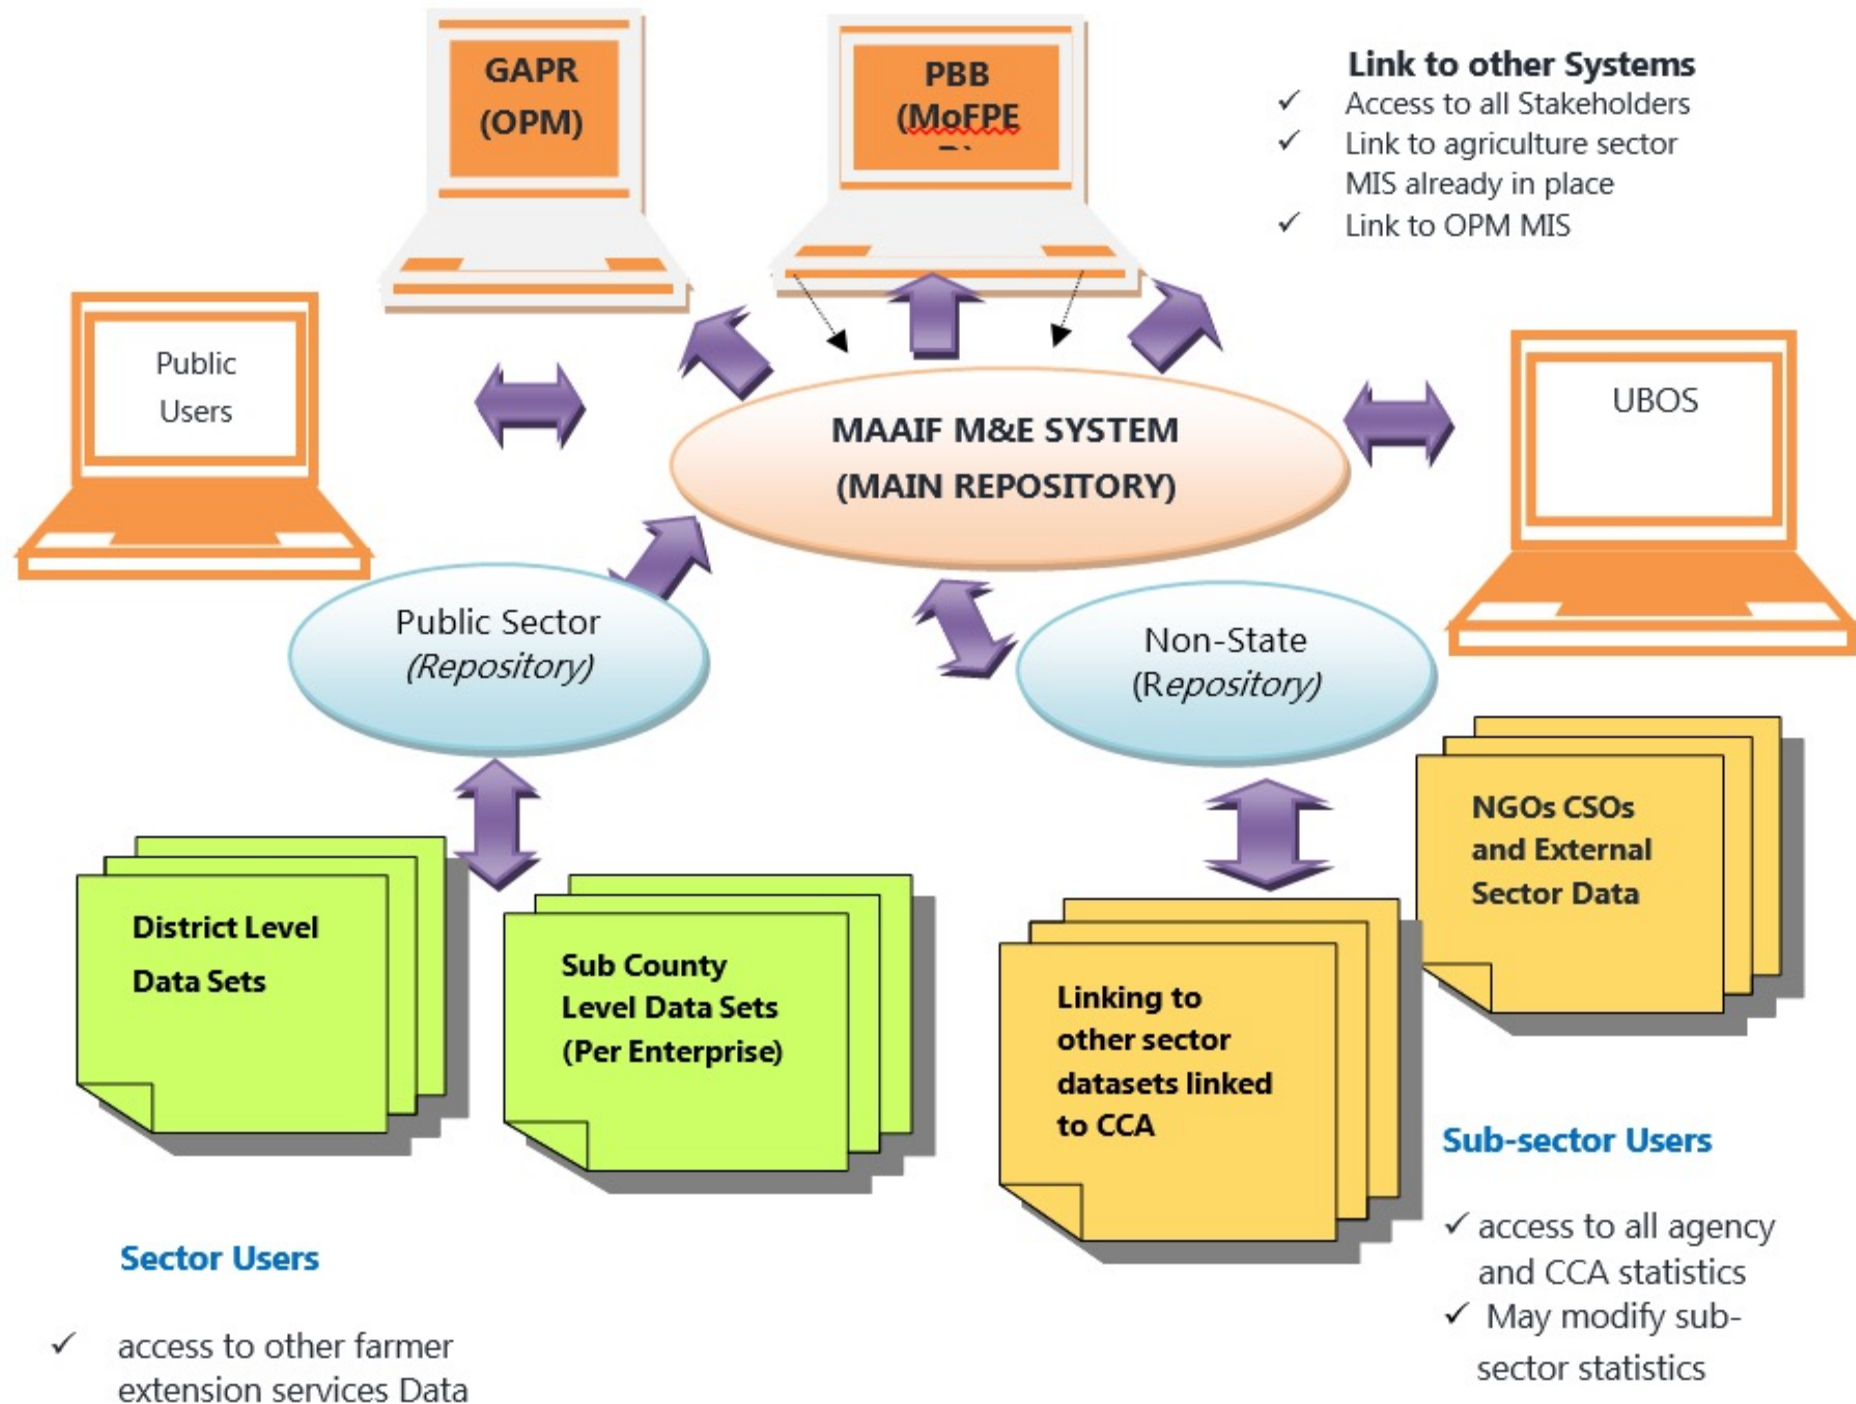 GAPR
(OPM)
PBB
(MoFPE
Link to other Systems
✓ Access to all Stakeholders
✓ Link to agriculture sector
MIS already in place
✓ Link to OPM MIS
Public
Users
UBOS
MAAIF M&E SYSTEM
(MAIN REPOSITORY)
Public Sector
(Repository)
Non-State
(Repository)
District Level
Data Sets
Sub County
Level Data Sets
(Per Enterprise)
Linking to
other sector
datasets linked
to CCA
NGOs CSOs
and External
Sector Data
Sector Users
✓ access to other farmer
extension services Data
Sub-sector Users
✓ access to all agency
and CCA statistics
✓ May modify sub-
sector statistics